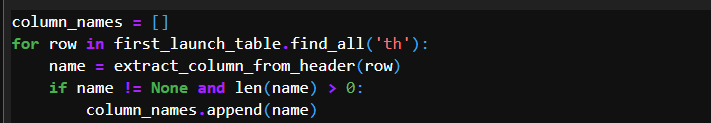 column_names = []
for row in first_launch_table.find_all('th'):
    name = extract_column_from_header(row)
    if name != None and len(name) > 0:
        column_names.append(name)